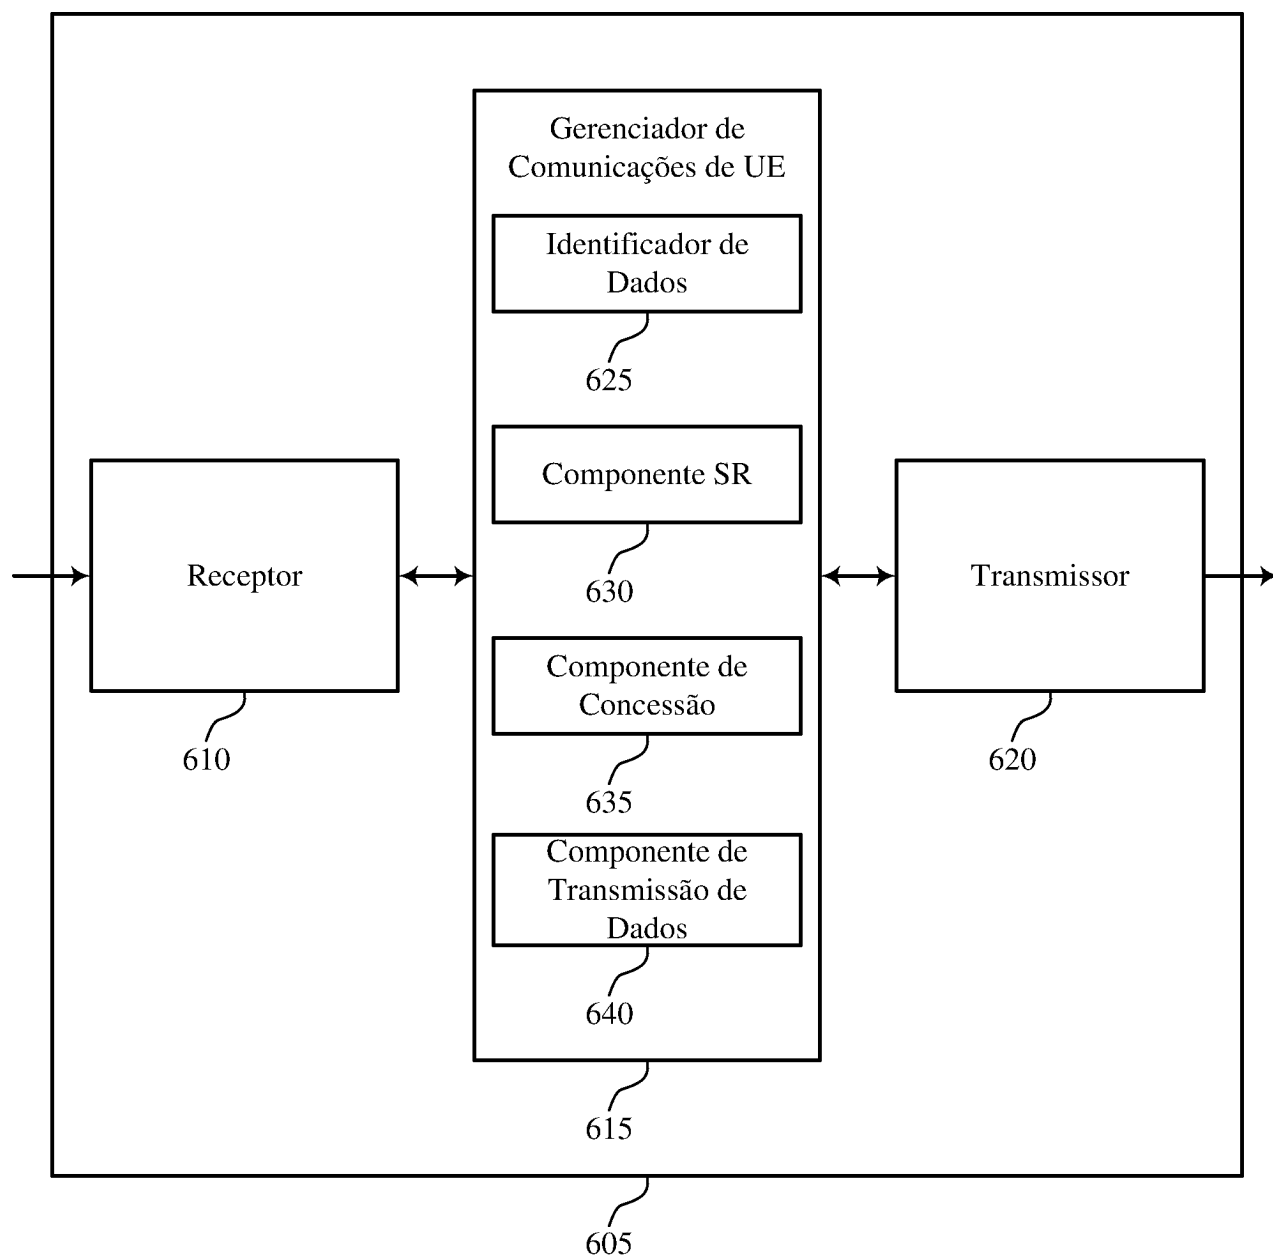 Gerenciador de
Comunicações de UE
Identificador de
Dados
625
Componente SR
630
Componente de
Concessão
635
Componente de
Transmissão de
Dados
640
615
Receptor
610
Transmissor
620
605